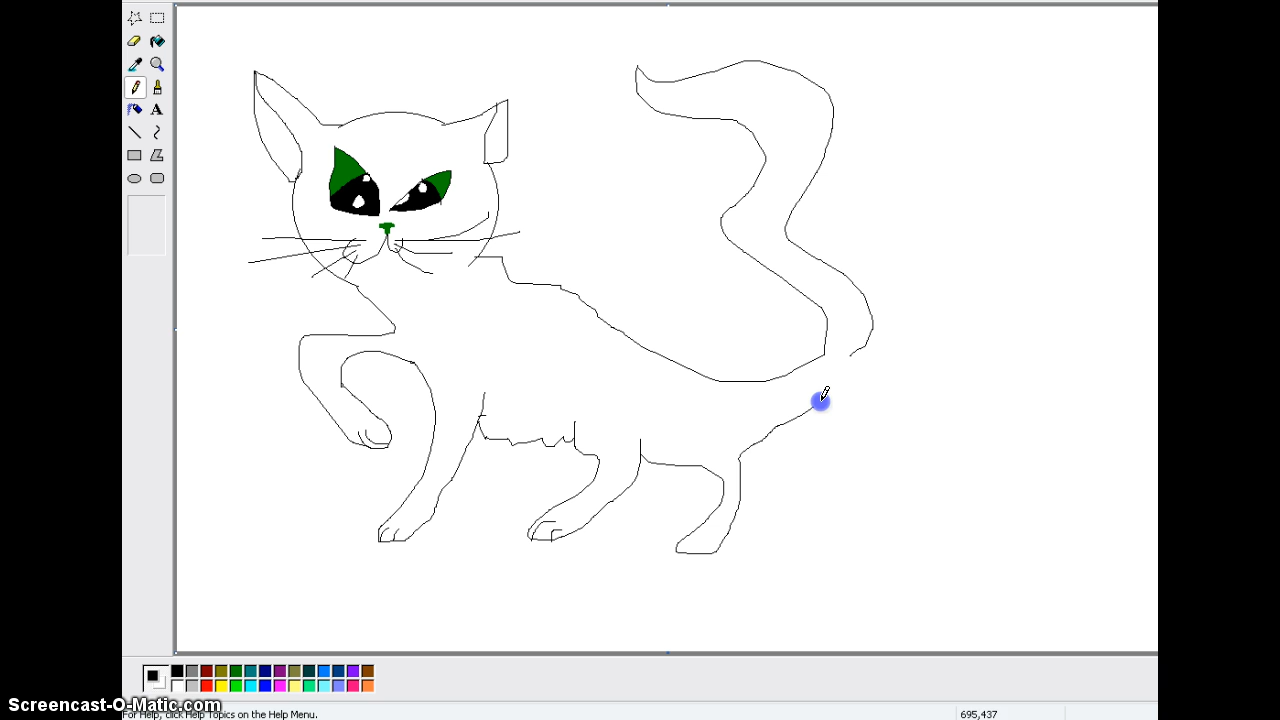 A
Screencast-O-Matic.com
For Help, click Help Topics on the Help Menu.
695,437